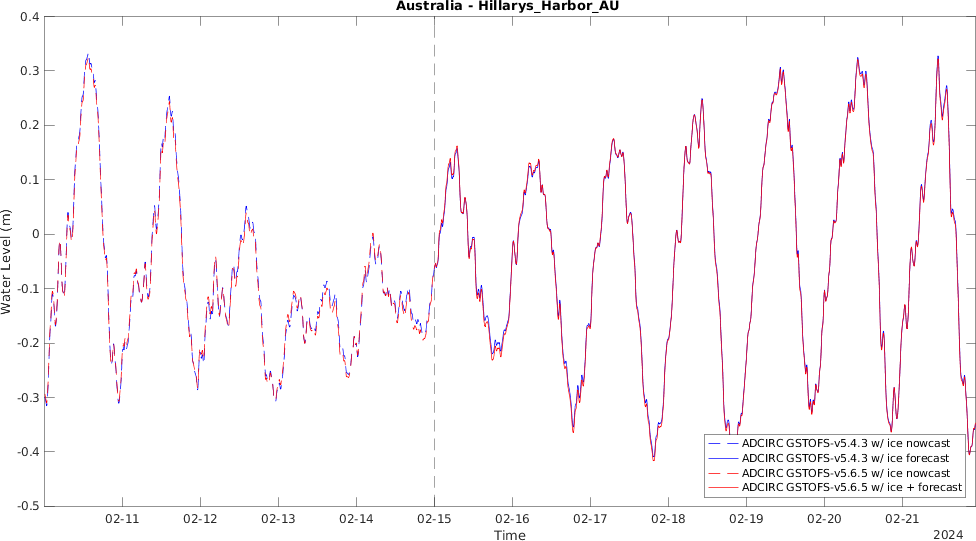 Australia - Hillarys_Harbor_AU
Water Level (m)
0.4
0.3
0.2
0.1
0
-0.1
-0.2
-0.3
-0.4
-0.5
ADCIRC GSTOFS-v5.4.3 w/ ice nowcast
ADCIRC GSTOFS-v5.4.3 w/ ice forecast
ADCIRC GSTOFS-v5.6.5 w/ ice nowcast
ADCIRC GSTOFS-v5.6.5 w/ ice + forecast
02-11 02-12 02-13 02-14 02-15 02-16 02-17 02-18 02-19 02-20 02-21
Time
2024